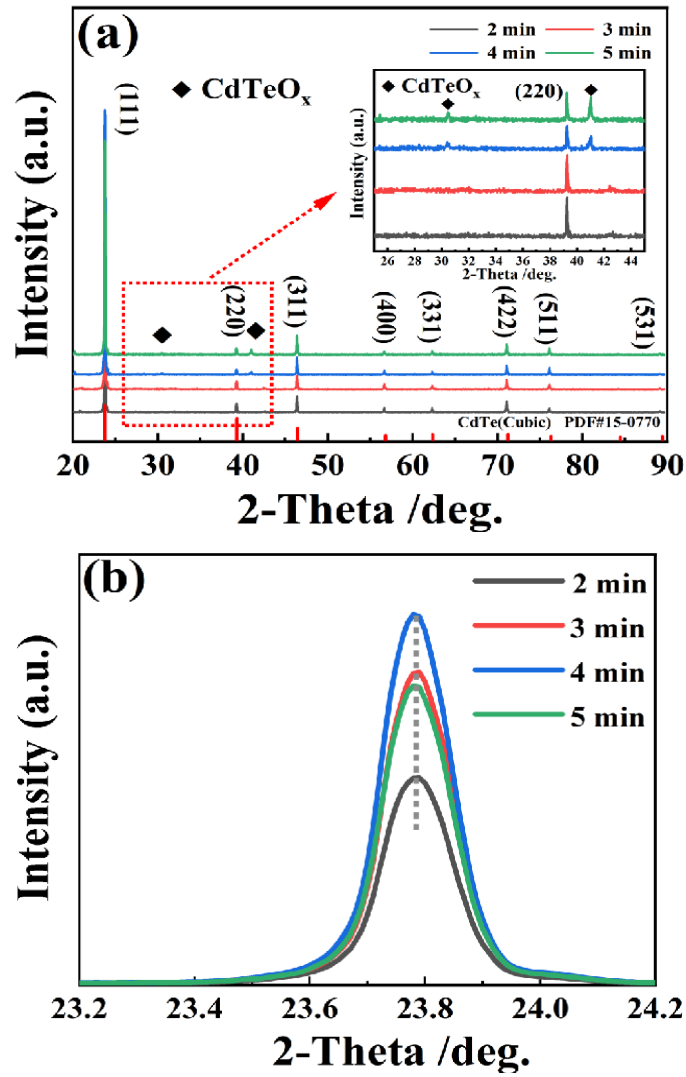 (a)
2 min 3 min
4 min 5 min
◆ CdTeOₓ
(111)
◆ CdTeOₓ
(220)
Intensity (a.u.)
26 28 30 32 34 36 38 40 42 44
2-Theta /deg.
Intensity (a.u.)
(220)
(311)
(400)
(331)
(422)
(511)
(531)
CdTe(Cubic) PDF#15-0770
20 30 40 50 60 70 80 90
2-Theta /deg.
(b)
2 min
3 min
4 min
5 min
Intensity (a.u.)
23.2 23.4 23.6 23.8 24.0 24.2
2-Theta /deg.